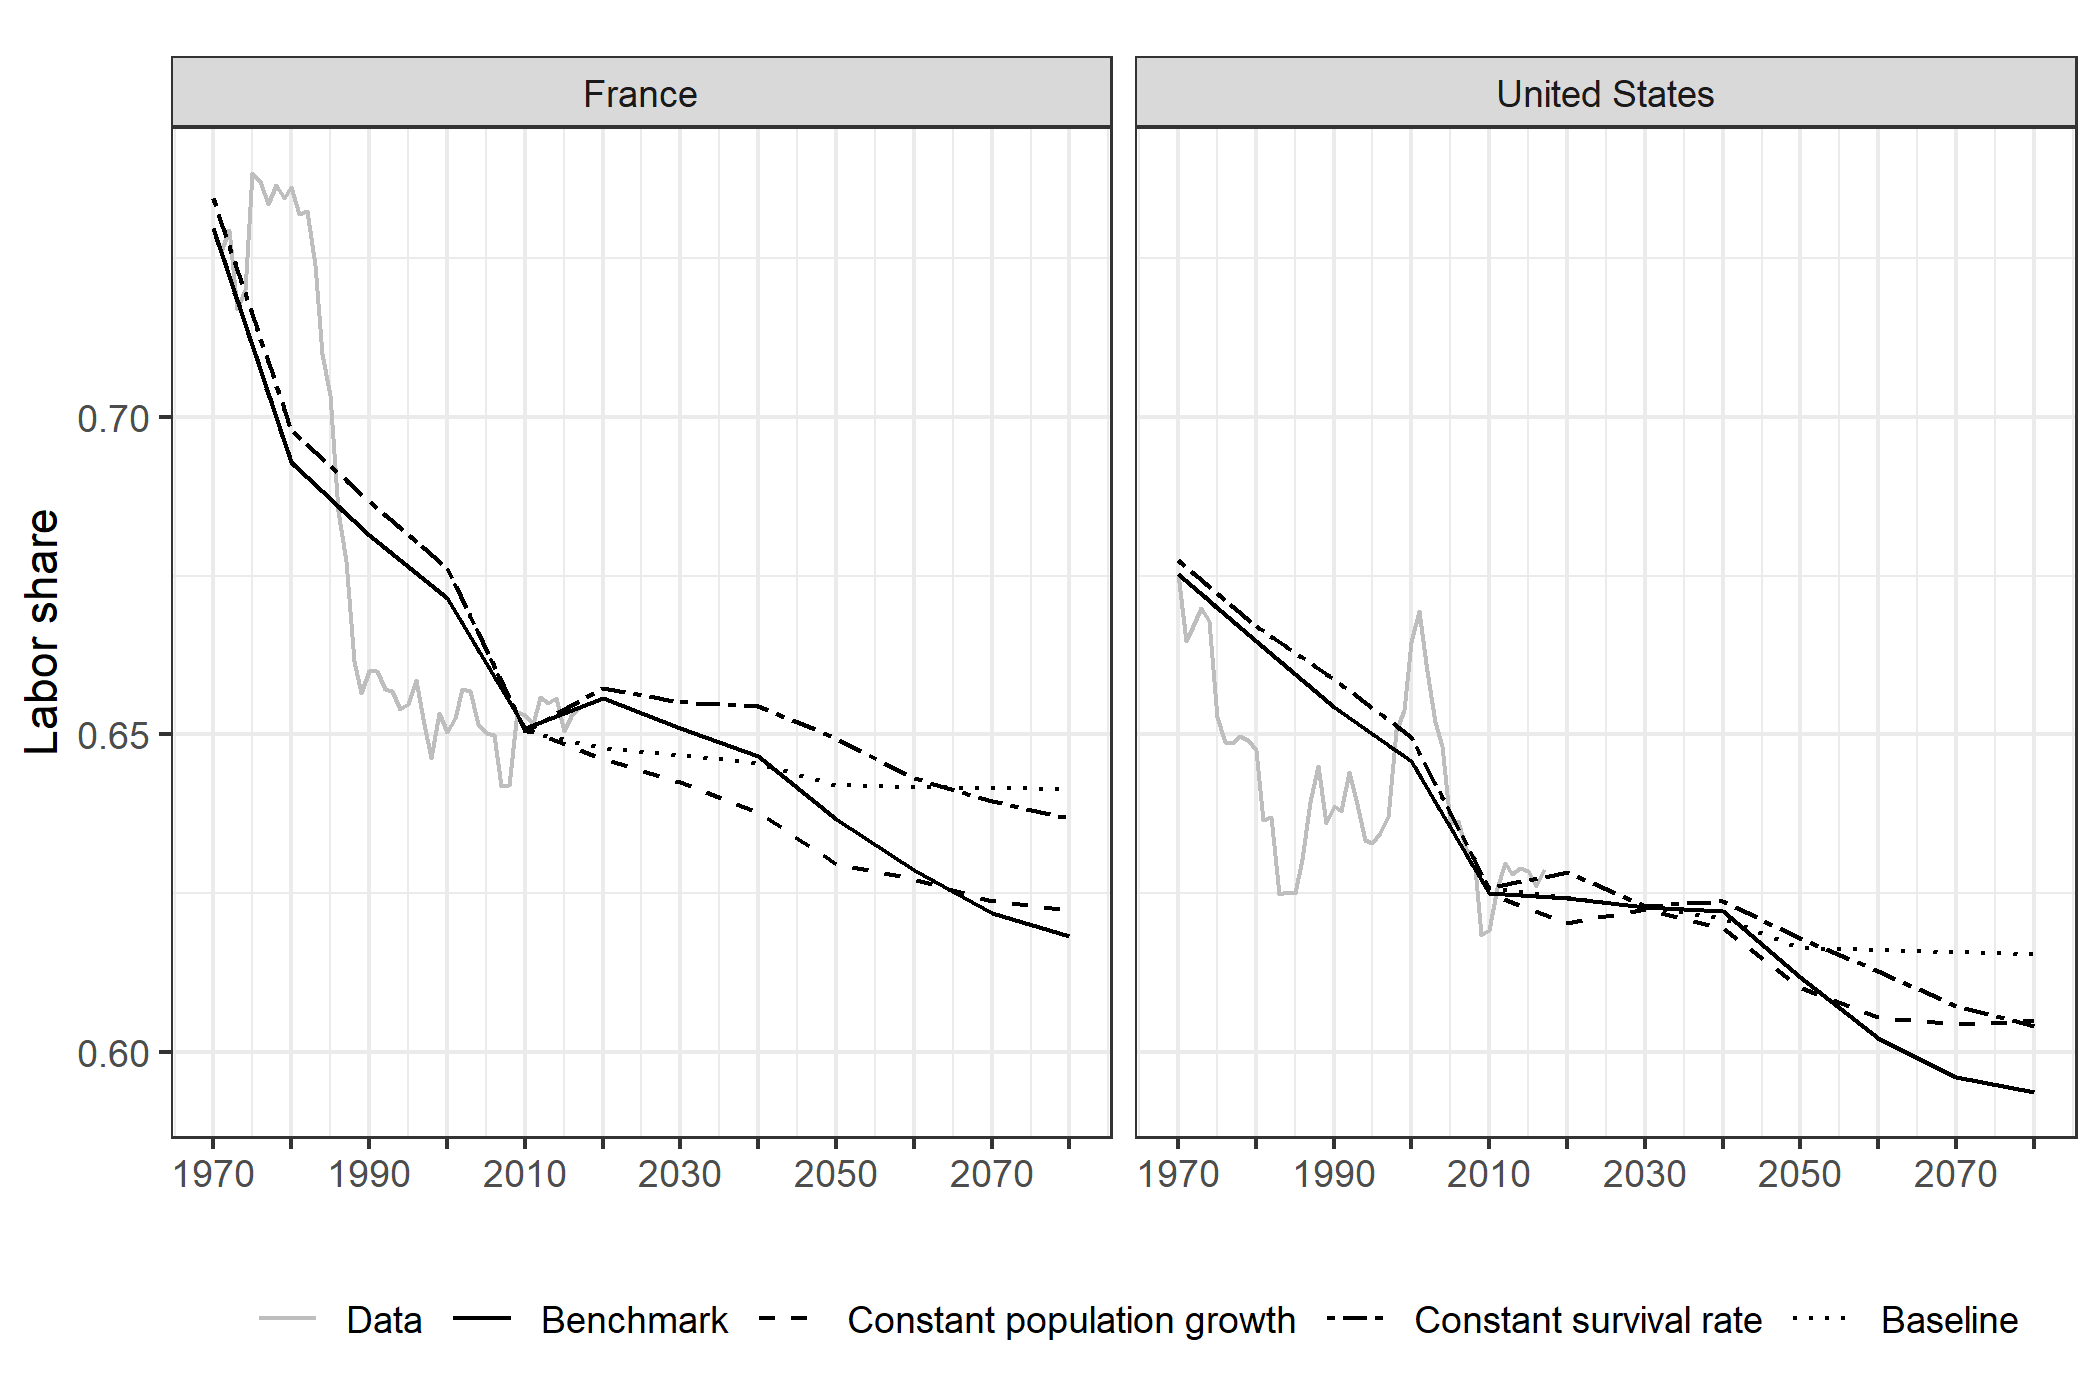 France
United States
Labor share
0.70
0.65
0.60
1970 1990 2010 2030 2050 2070
1970 1990 2010 2030 2050 2070
Data Benchmark Constant population growth Constant survival rate Baseline